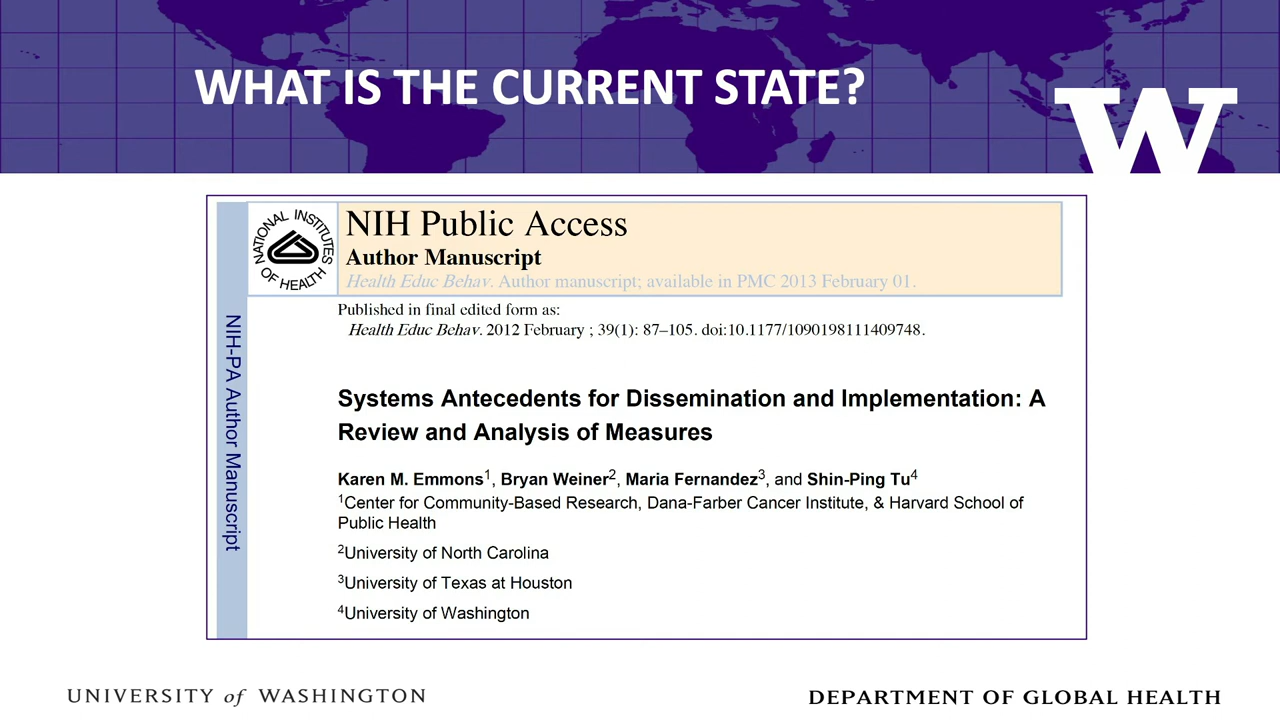 WHAT IS THE CURRENT STATE?
W
NATIONAL INSTITUTES OF HEALTH
NIH Public Access
Author Manuscript
Health Educ Behav. Author manuscript; available in PMC 2013 February 01.
NIH-PA Author Manuscript
Published in final edited form as:
Health Educ Behav. 2012 February ; 39(1): 87–105. doi:10.1177/1090198111409748.
Systems Antecedents for Dissemination and Implementation: A
Review and Analysis of Measures
Karen M. Emmons1, Bryan Weiner2, Maria Fernandez3, and Shin-Ping Tu4
1Center for Community-Based Research, Dana-Farber Cancer Institute, & Harvard School of
Public Health
2University of North Carolina
3University of Texas at Houston
4University of Washington
UNIVERSITY of WASHINGTON
DEPARTMENT OF GLOBAL HEALTH